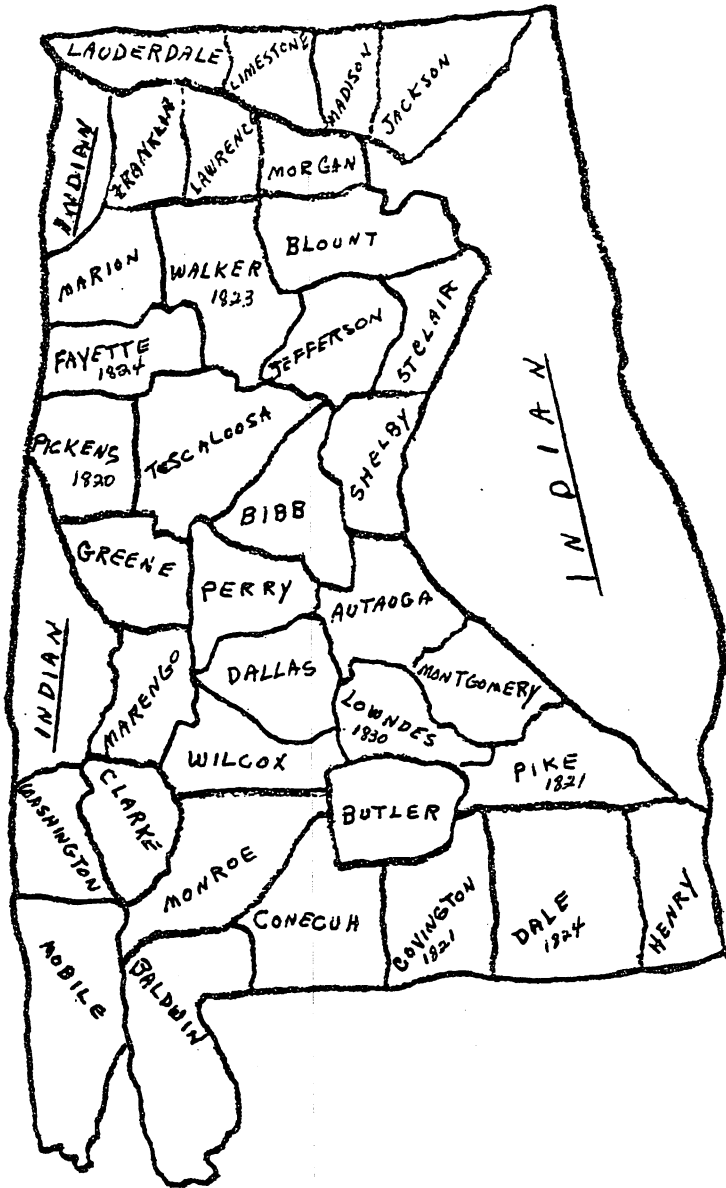 LAUDERDALE
LIMESTONE
MADISON
JACKSON
INDIAN
FRANKLIN
LAWRENCE
MORGAN
MARION
WALKER
1823
BLOUNT
FAYETTE
1824
JEFFERSON
ST CLAIR
PICKENS
1820
TUSCALOOSA
SHELBY
INDIAN
BIBB
GREENE
PERRY
AUTAOGA
INDIAN
MARENGO
DALLAS
MONTGOMERY
LOWNDES
1830
WILCOX
PIKE
1821
WASHINGTON
CLARKE
BUTLER
MONROE
CONECUH
COVINGTON
1821
DALE
1824
HENRY
MOBILE
BALDWIN